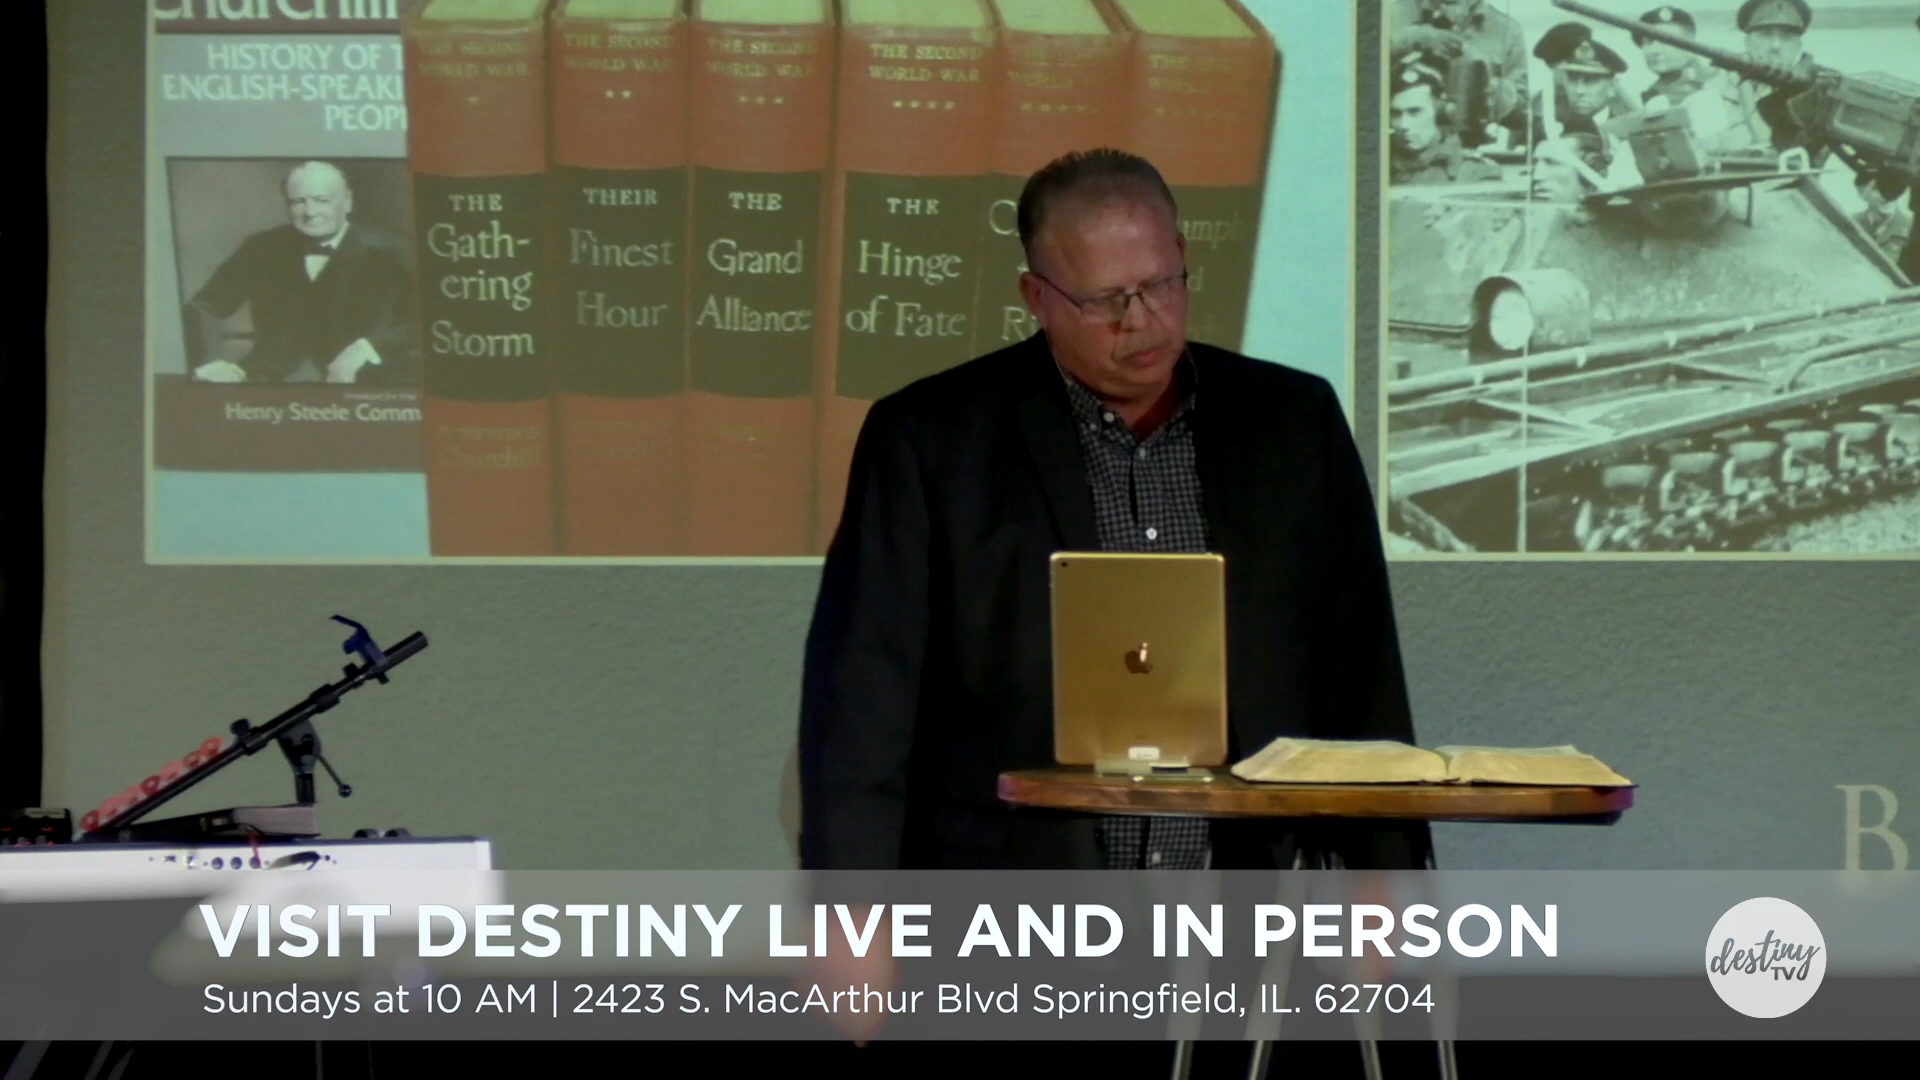 Churchill
HISTORY OF T
ENGLISH-SPEAKI
PEOPL
Henry Steele Comm
THE SECOND
WORLD WAR
*
THE
Gath-
ering
Storm
THE SECOND
WORLD WAR
**
THEIR
Finest
Hour
THE SECOND
WORLD WAR
***
THE
Grand
Alliance
THE SECOND
WORLD WAR
****
THE
Hinge
of Fate
B
VISIT DESTINY LIVE AND IN PERSON
Sundays at 10 AM | 2423 S. MacArthur Blvd Springfield, IL. 62704
destiny
TV